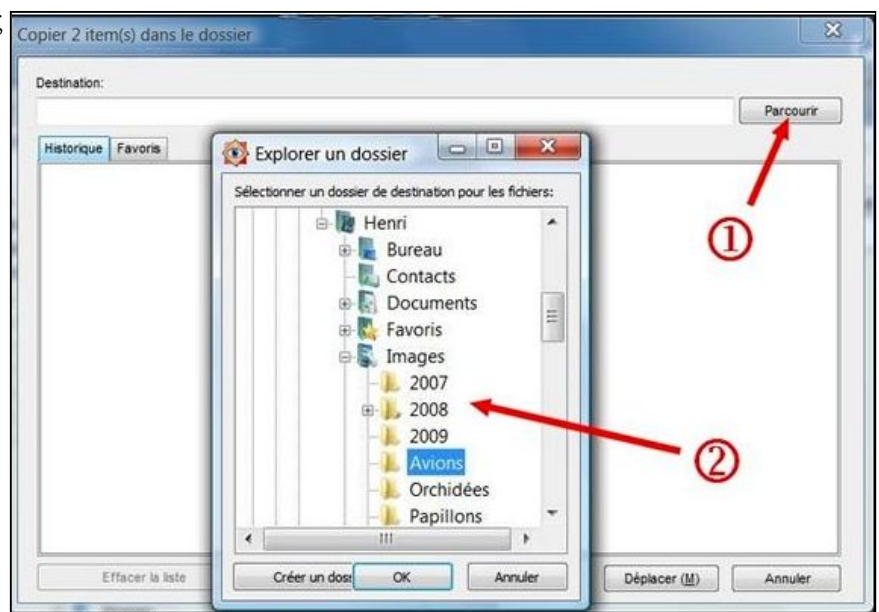 Copier 2 item(s) dans le dossier
Destination:
Parcourir
Historique Favoris
Explorer un dossier
Sélectionner un dossier de destination pour les fichiers:
Henri
Bureau
Contacts
Documents
Favoris
Images
2007
2008
2009
Avions
Orchidées
Papillons
①
②
Effacer la liste
Créer un doss OK Annuler
Déplacer (M) Annuler